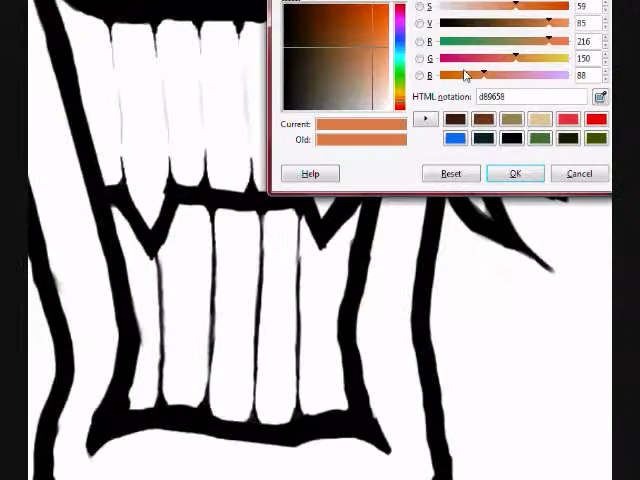 S 59
V 85
R 216
G 150
B 88
HTML notation: d89658
Current:
Old:
Help Reset OK Cancel